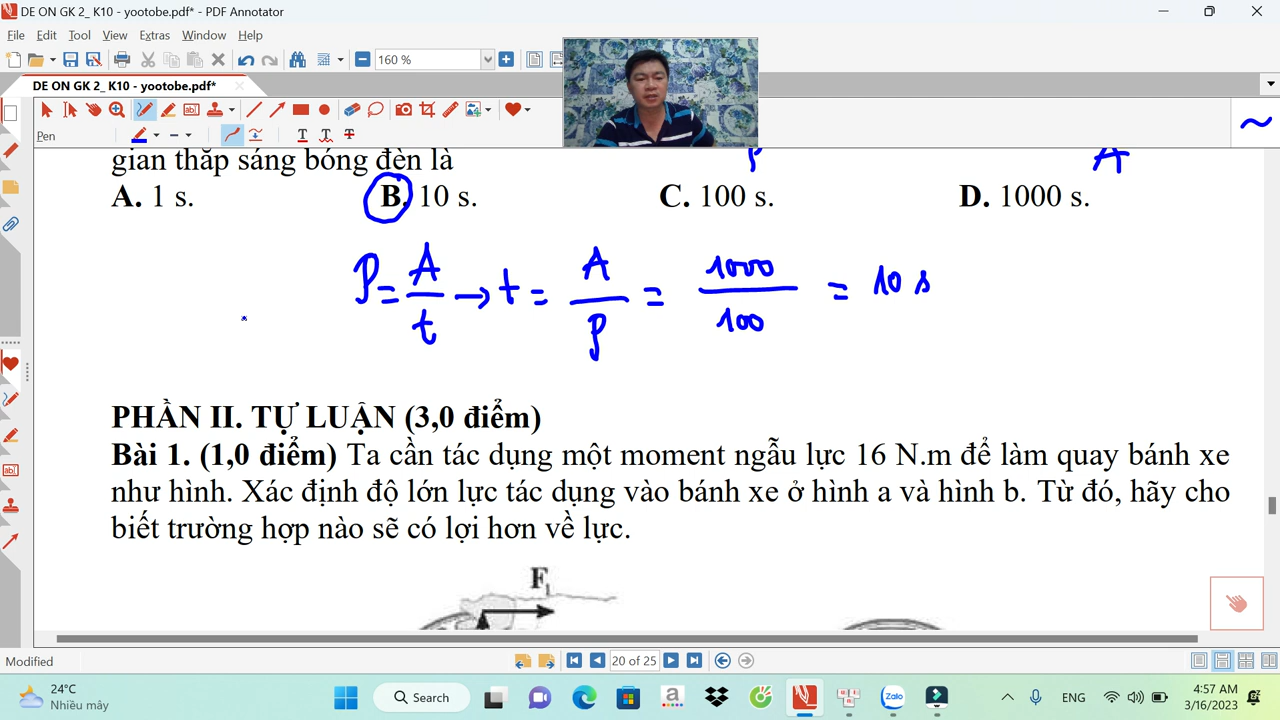 DE ON GK 2_ K10 - yootobe.pdf* - PDF Annotator
File Edit Tool View Extras Window Help
160 %
DE ON GK 2_ K10 - yootobe.pdf*
Pen
gian thắp sáng bóng đèn là
P A
A. 1 s. B. 10 s. C. 100 s. D. 1000 s.
P = A/t → t = A/P = 1000/100 = 10 s
PHẦN II. TỰ LUẬN (3,0 điểm)
Bài 1. (1,0 điểm) Ta cần tác dụng một moment ngẫu lực 16 N.m để làm quay bánh xe
như hình. Xác định độ lớn lực tác dụng vào bánh xe ở hình a và hình b. Từ đó, hãy cho
biết trường hợp nào sẽ có lợi hơn về lực.
F₁
Modified 20 of 25
24°C
Nhiều mây
Search
Zalo
ENG
4:57 AM
3/16/2023